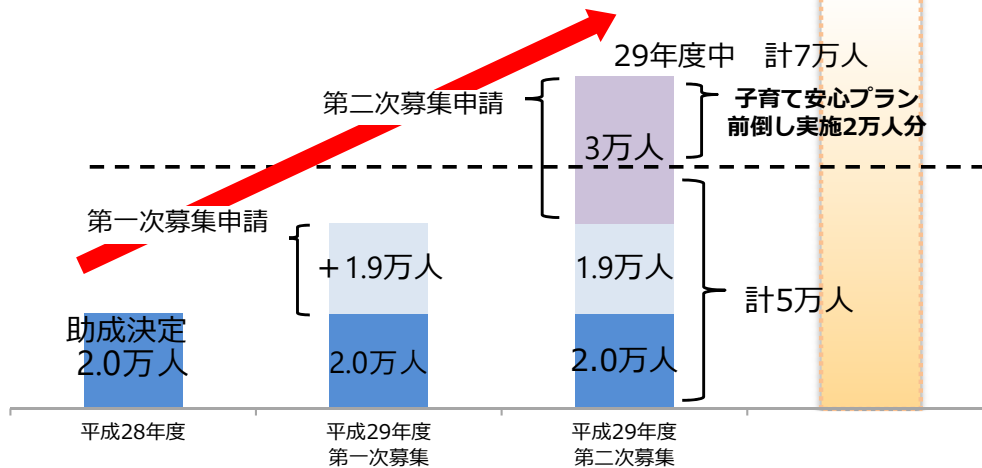 29年度中　計7万人
第二次募集申請
子育て安心プラン
前倒し実施2万人分
3万人
第一次募集申請
＋1.9万人
1.9万人
計5万人
助成決定
2.0万人
2.0万人
2.0万人
平成28年度
平成29年度
第一次募集
平成29年度
第二次募集